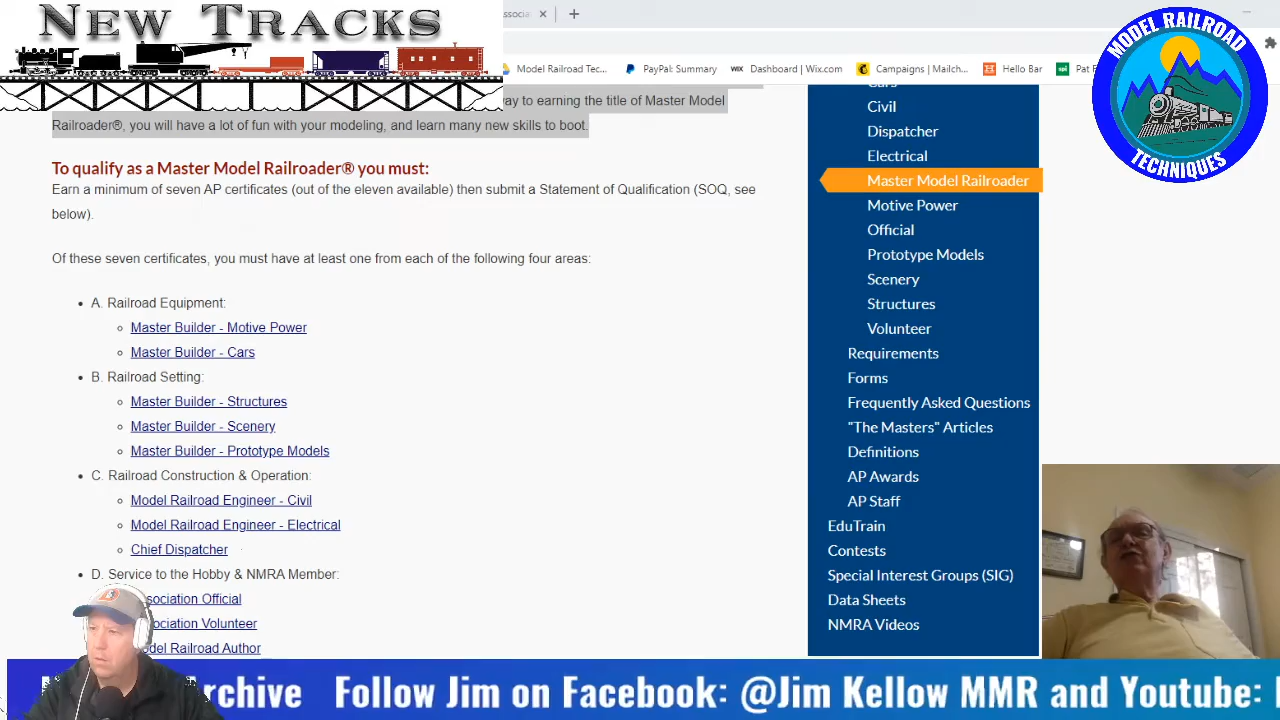 NEW TRACKS
ssocia
Model Railroad Tec...
PayPal: Summary
WIX
Dashboard | Wix.com
Campaigns | Mailch...
Hello Bar
spi
Pat F
MODEL RAILROAD
TECHNIQUES
ay to earning the title of Master Model
Railroader®, you will have a lot of fun with your modeling, and learn many new skills to boot.
To qualify as a Master Model Railroader® you must:
Earn a minimum of seven AP certificates (out of the eleven available) then submit a Statement of Qualification (SOQ, see
below).
Of these seven certificates, you must have at least one from each of the following four areas:
A. Railroad Equipment:
Master Builder - Motive Power
Master Builder - Cars
B. Railroad Setting:
Master Builder - Structures
Master Builder - Scenery
Master Builder - Prototype Models
C. Railroad Construction & Operation:
Model Railroad Engineer - Civil
Model Railroad Engineer - Electrical
Chief Dispatcher
D. Service to the Hobby & NMRA Member:
sociation Official
ociation Volunteer
odel Railroad Author
Cars
Civil
Dispatcher
Electrical
Master Model Railroader
Motive Power
Official
Prototype Models
Scenery
Structures
Volunteer
Requirements
Forms
Frequently Asked Questions
"The Masters" Articles
Definitions
AP Awards
AP Staff
EduTrain
Contests
Special Interest Groups (SIG)
Data Sheets
NMRA Videos
rchive Follow Jim on Facebook: @Jim Kellow MMR and Youtube: